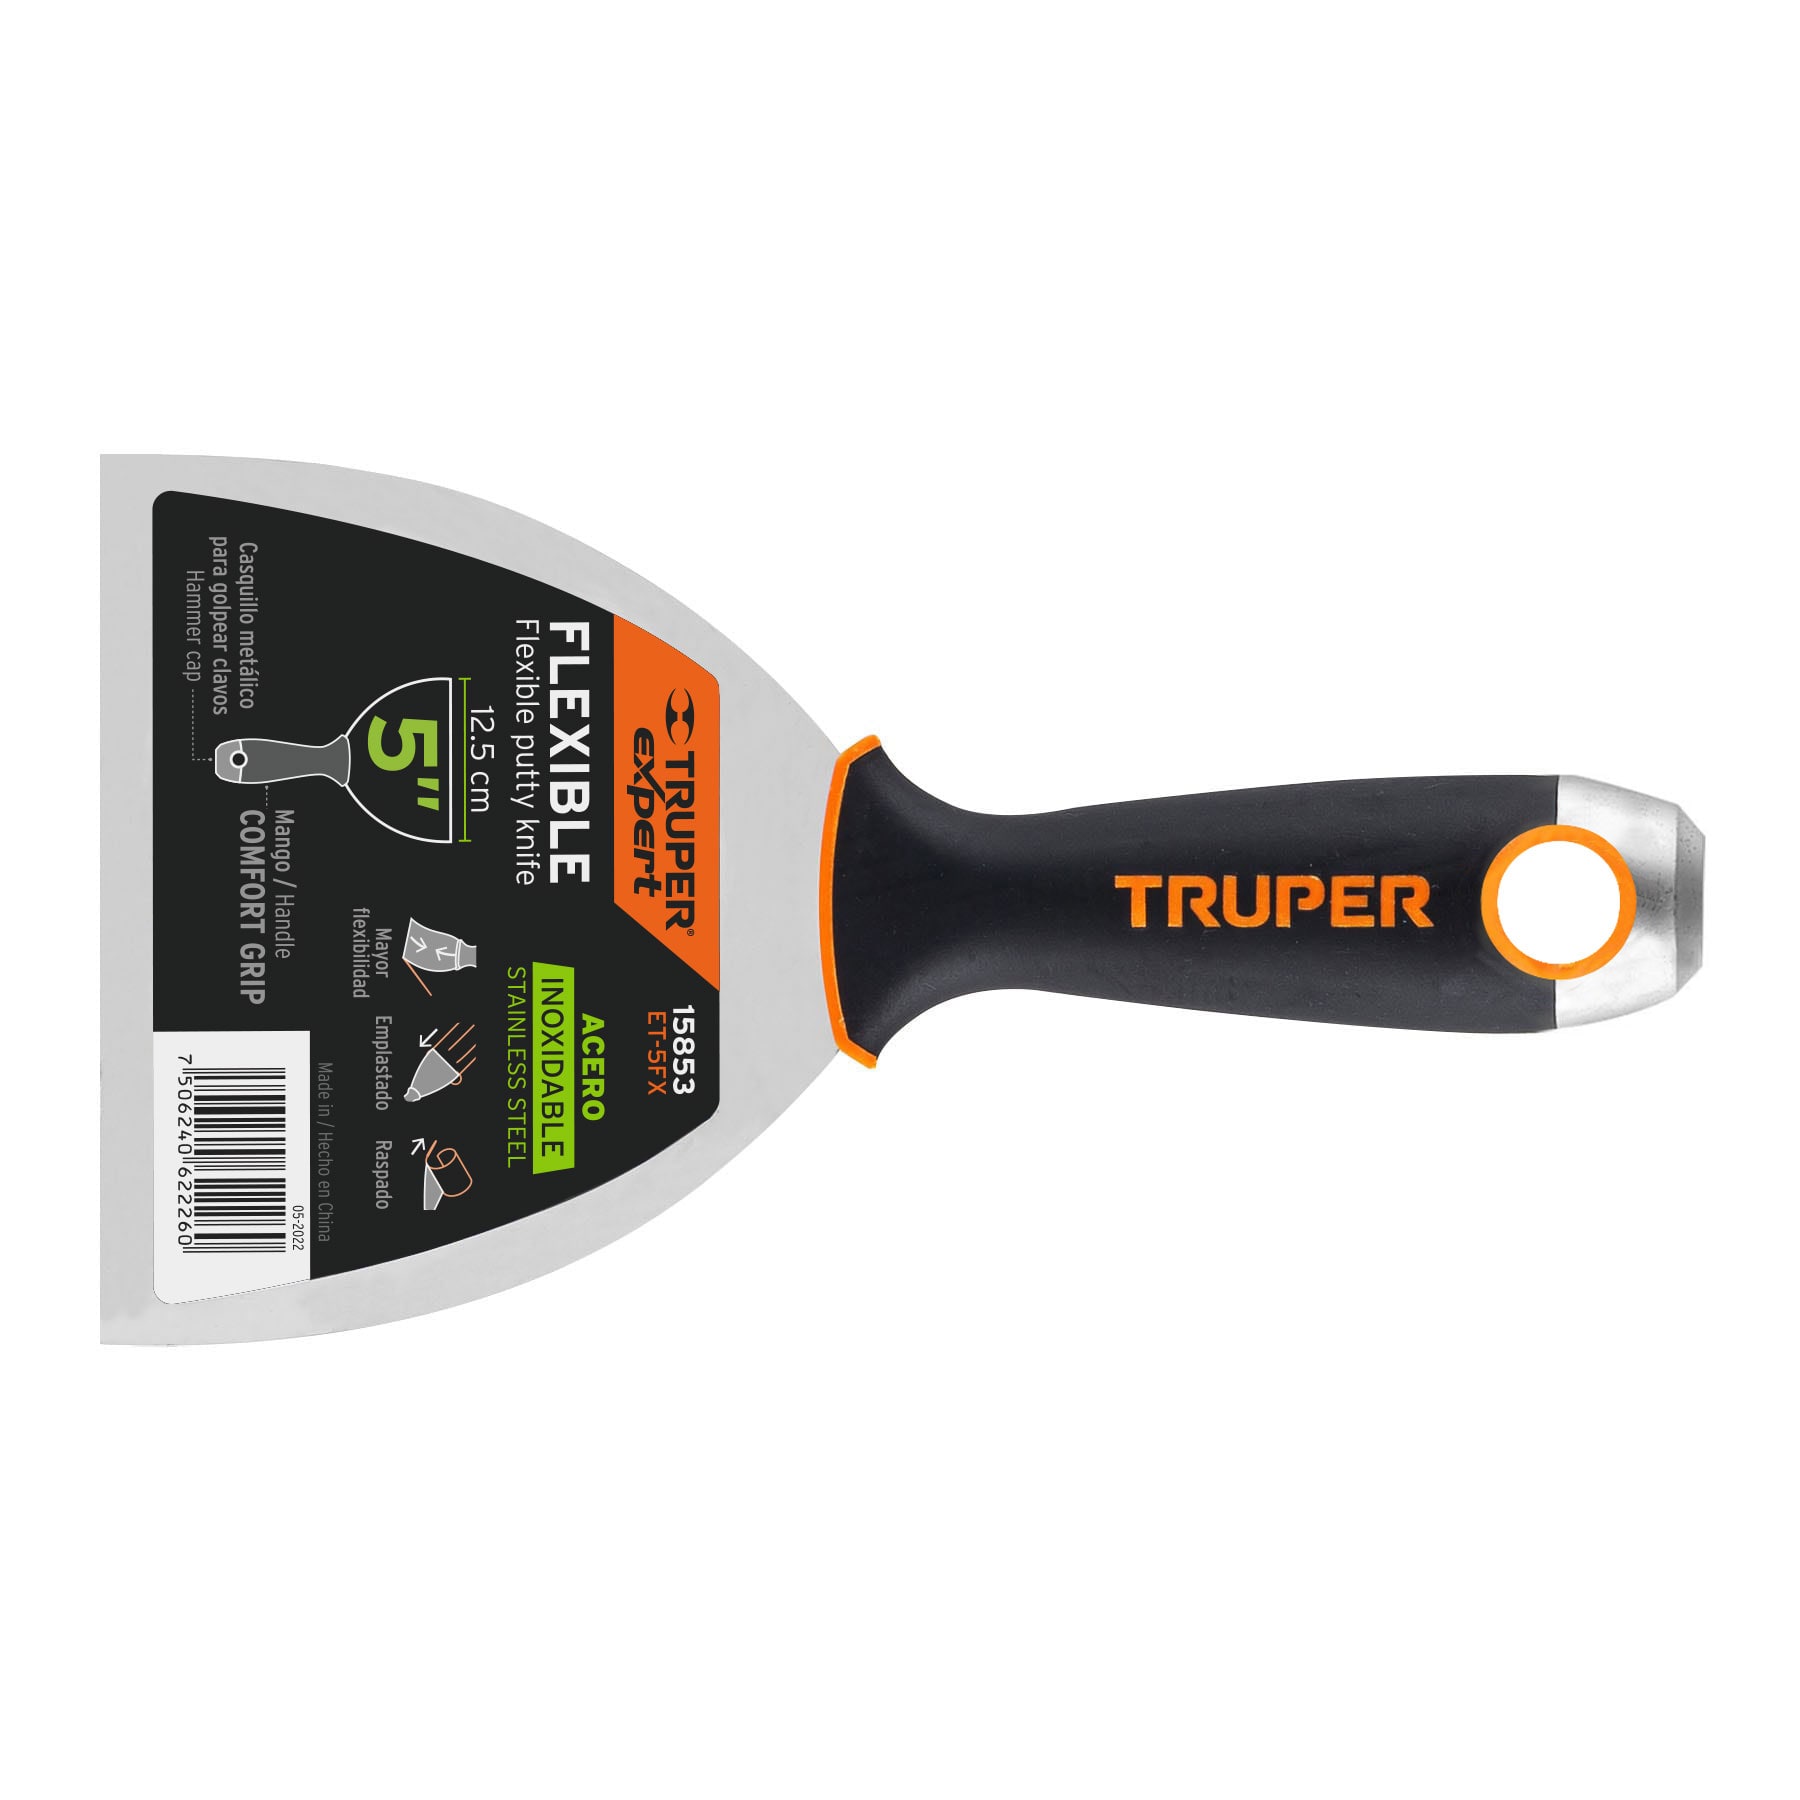 TRUPER®
expert
15853
ET-5FX
FLEXIBLE
Flexible putty knife
ACERO
INOXIDABLE
STAINLESS STEEL
12.5 cm
5"
Mayor
flexibilidad
Emplastado
Raspado
Casquillo metálico
para golpear clavos
Hammer cap
Mango / Handle
COMFORT GRIP
Made in / Hecho en China
05-2022
7 506240 622260
TRUPER